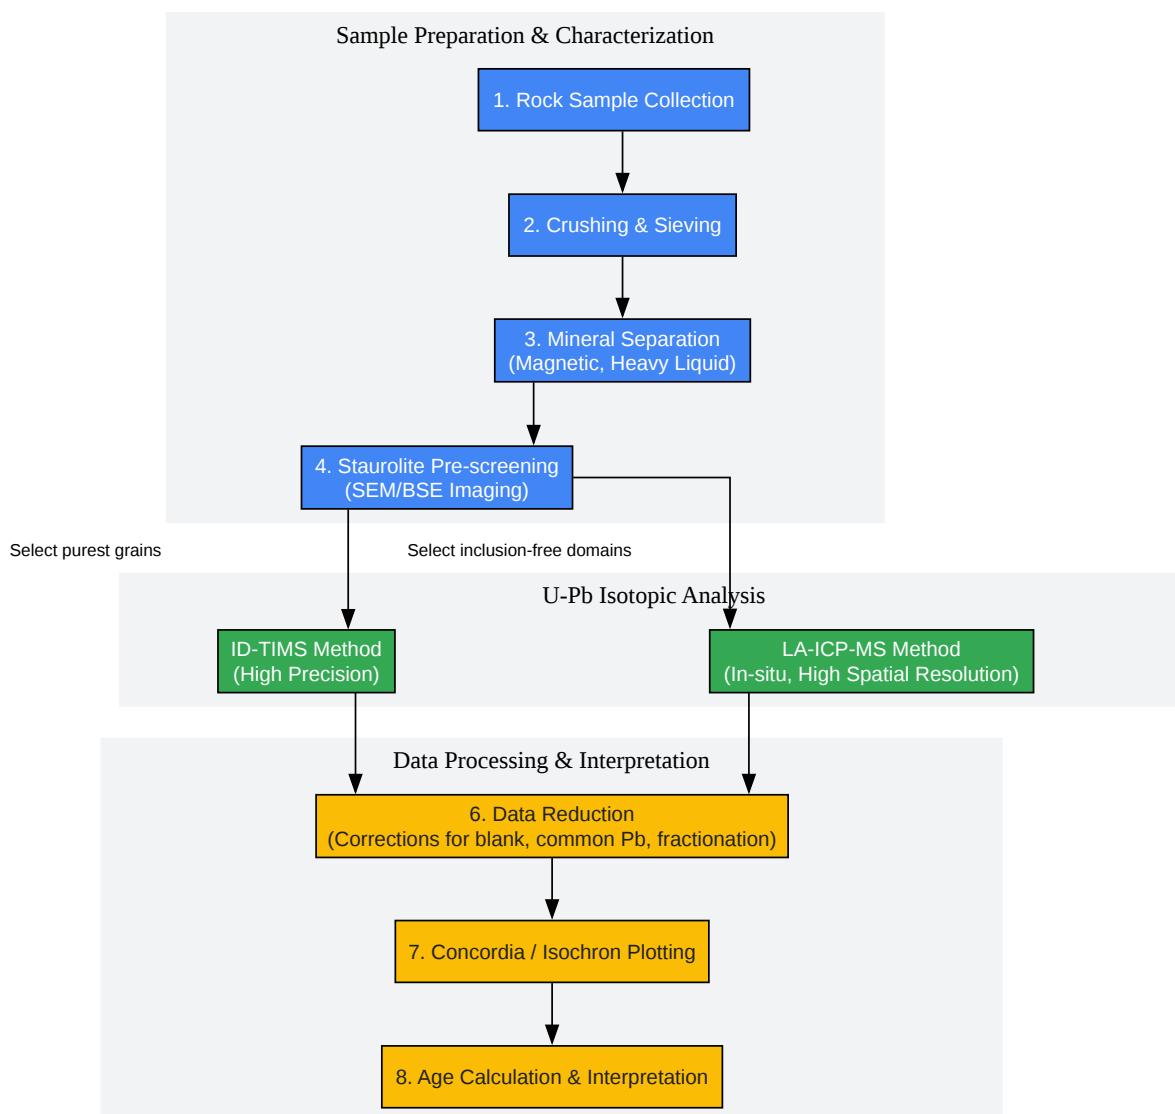 Sample Preparation & Characterization
1. Rock Sample Collection
2. Crushing & Sieving
3. Mineral Separation
(Magnetic, Heavy Liquid)
4. Staurolite Pre-screening
(SEM/BSE Imaging)
Select purest grains
Select inclusion-free domains
U-Pb Isotopic Analysis
ID-TIMS Method
(High Precision)
LA-ICP-MS Method
(In-situ, High Spatial Resolution)
Data Processing & Interpretation
6. Data Reduction
(Corrections for blank, common Pb, fractionation)
7. Concordia / Isochron Plotting
8. Age Calculation & Interpretation